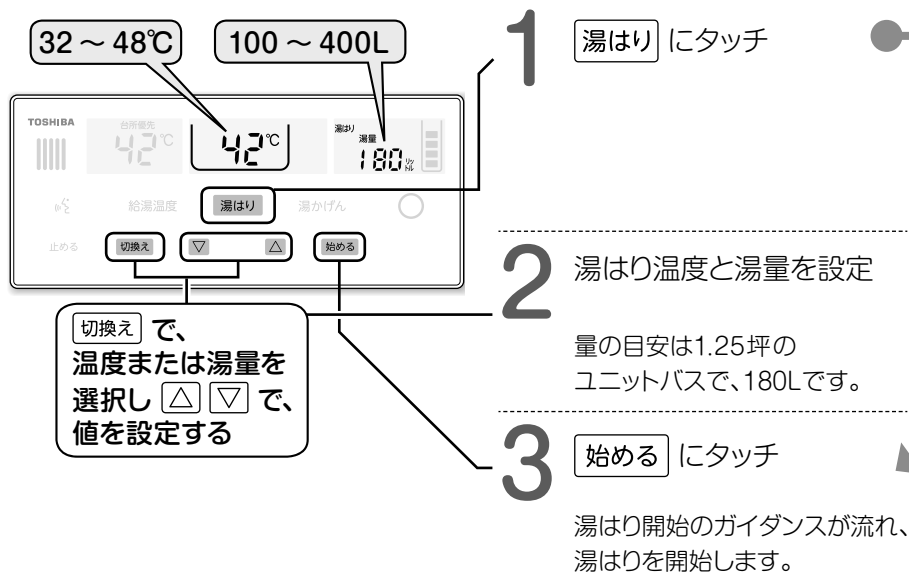 32～48℃
100～400L
TOSHIBA
台所優先
42℃
42℃
湯はり
湯量
180リットル
給湯温度
湯はり
湯かげん
止める
切換え
▽
△
始める
切換え で、
温度または湯量を
選択し △ ▽ で、
値を設定する
1
湯はり にタッチ
2
湯はり温度と湯量を設定
量の目安は1.25坪の
ユニットバスで、180Lです。
3
始める にタッチ
湯はり開始のガイダンスが流れ、
湯はりを開始します。